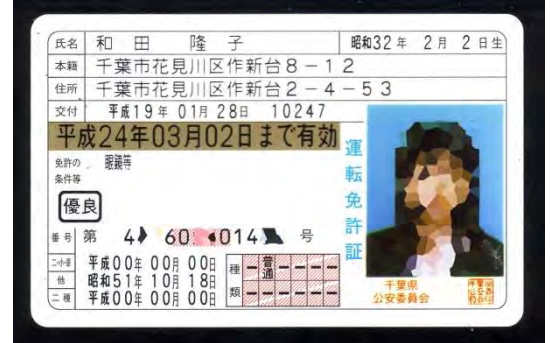 氏名 和田 隆子 昭和32年 2月 2日生
本籍 千葉市花見川区作新台8-12
住所 千葉市花見川区作新台2-4-53
交付 平成19年01月28日 10247
平成24年03月02日まで有効
免許の 眼鏡等
条件等
優良
番号 第 4 60 4014 号
二・小・原 平成00年00月00日
他 昭和51年10月18日
二種 平成00年00月00日
種類 - 普通 - - - -
- - - - - -
運転免許証
千葉県
公安委員会